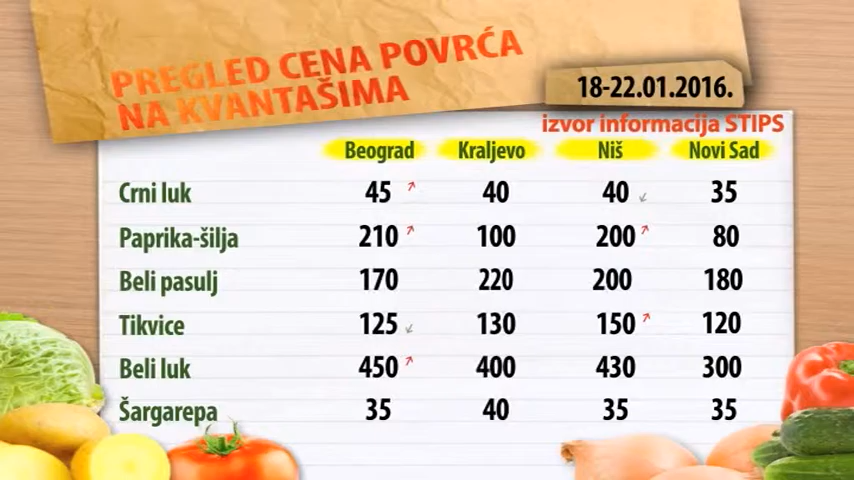 PREGLED CENA POVRĆA
NA KVANTAŠIMA
18-22.01.2016.
izvor informacija STIPS
Beograd Kraljevo Niš Novi Sad
Crni luk 45 40 40 35
Paprika-šilja 210 100 200 80
Beli pasulj 170 220 200 180
Tikvice 125 130 150 120
Beli luk 450 400 430 300
Šargarepa 35 40 35 35